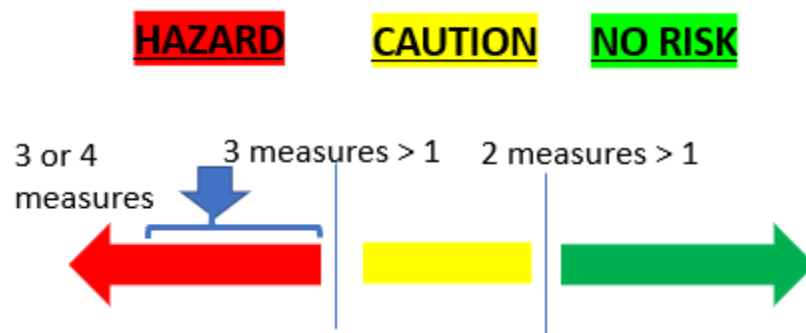 HAZARD
CAUTION
NO RISK
3 or 4
measures
3 measures > 1
2 measures > 1